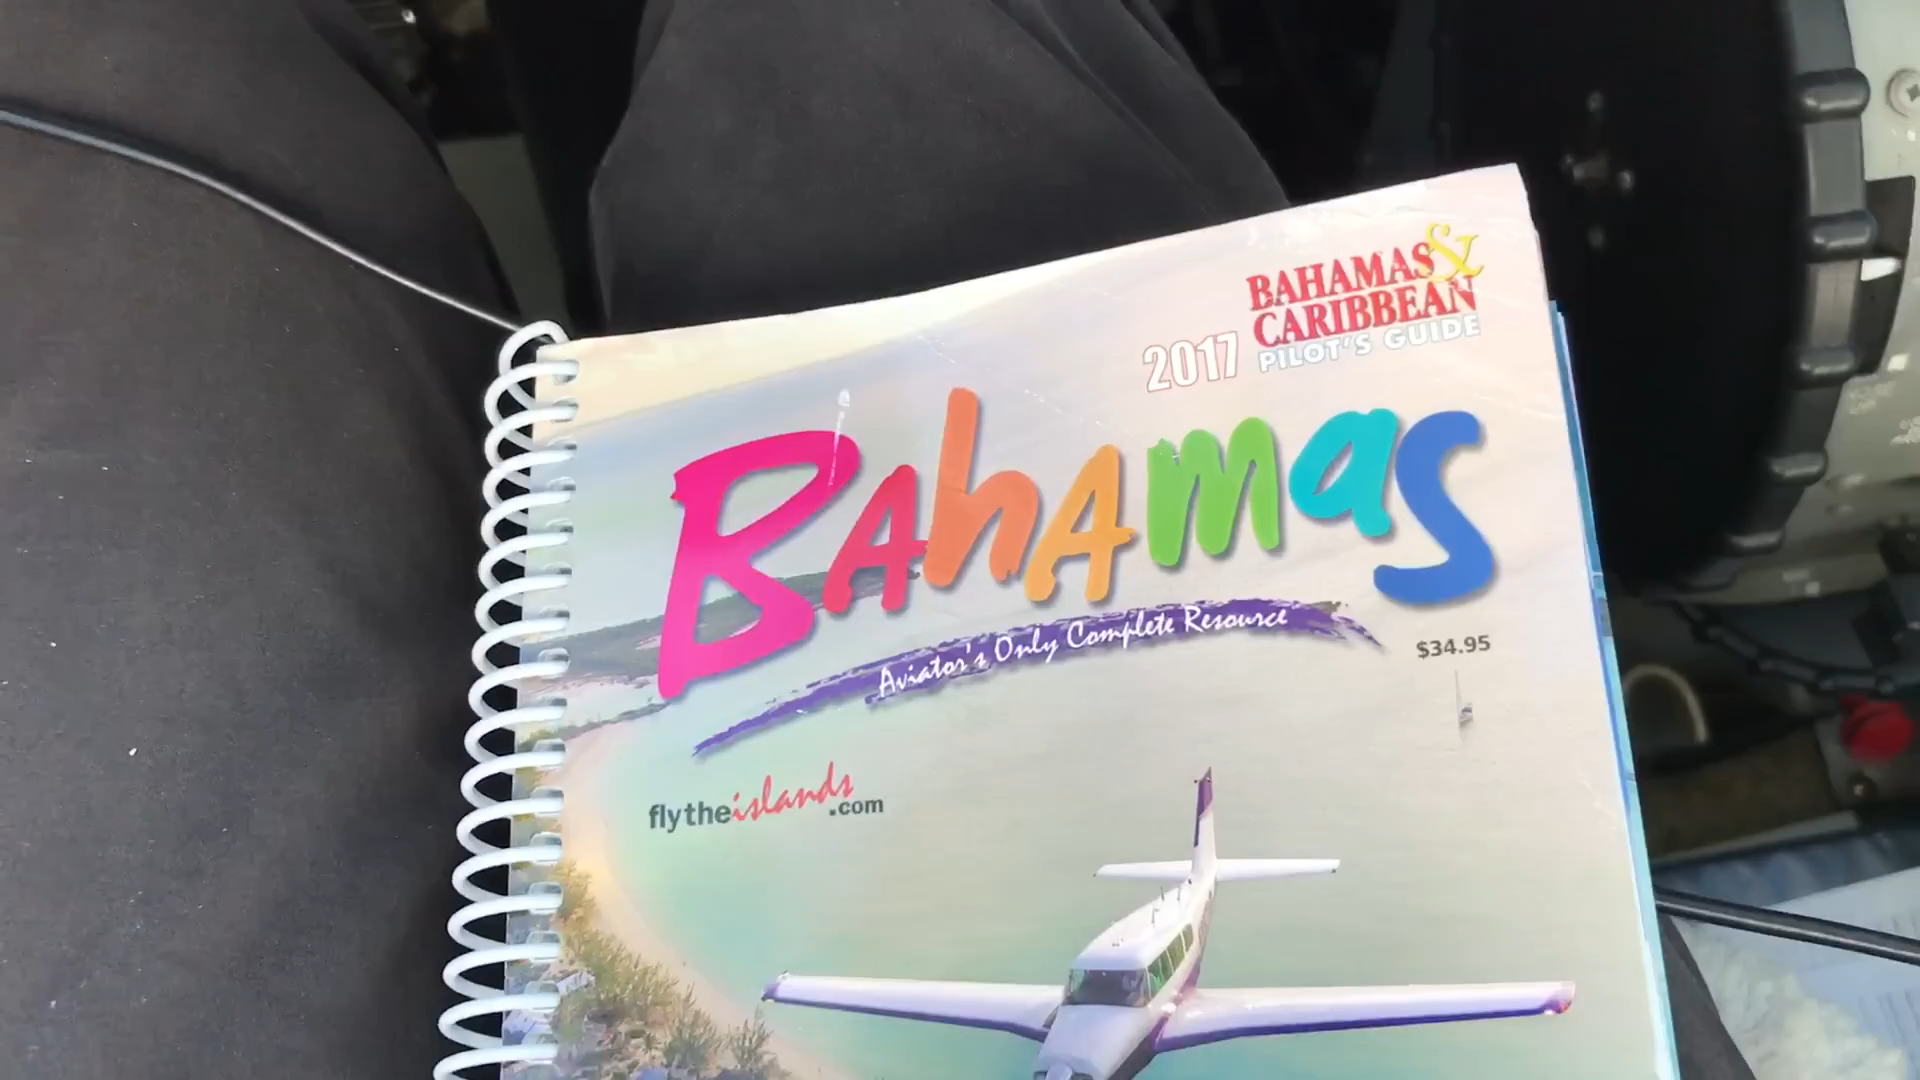 BAHAMAS &
CARIBBEAN
2017 PILOT'S GUIDE
BAhAmas
Aviator's Only Complete Resource
$34.95
flytheislands.com